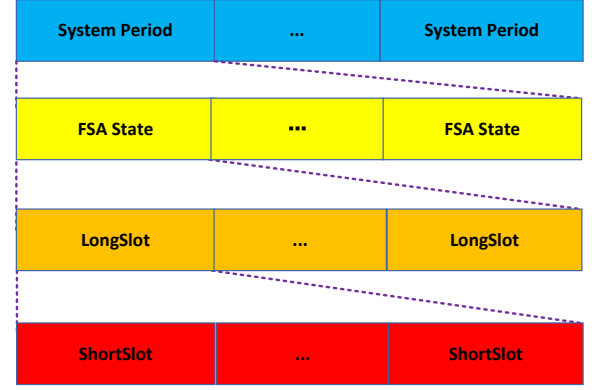 System Period ... System Period
FSA State ... FSA State
LongSlot ... LongSlot
ShortSlot ... ShortSlot